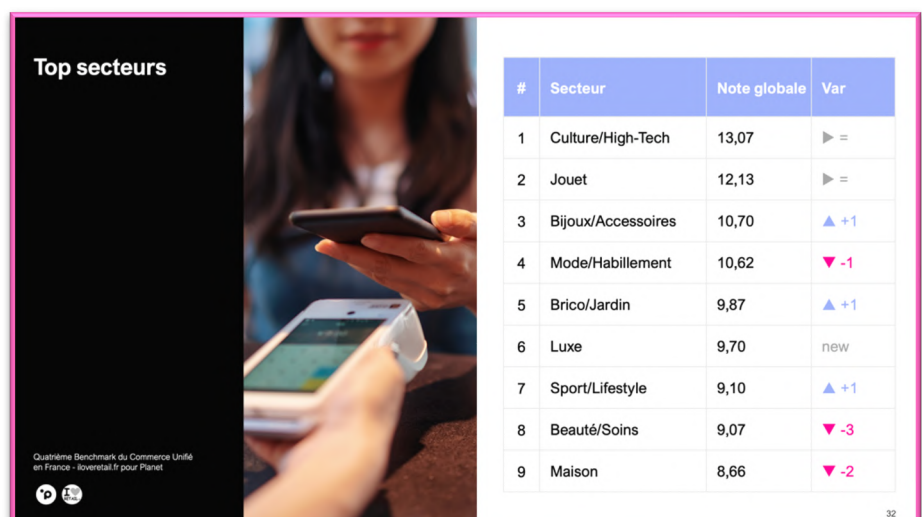 Top secteurs
# Secteur Note globale Var
1 Culture/High-Tech 13,07 ▶ =
2 Jouet 12,13 ▶ =
3 Bijoux/Accessoires 10,70 ▲ +1
4 Mode/Habillement 10,62 ▼ -1
5 Brico/Jardin 9,87 ▲ +1
6 Luxe 9,70 new
7 Sport/Lifestyle 9,10 ▲ +1
8 Beauté/Soins 9,07 ▼ -3
9 Maison 8,66 ▼ -2
Quatrième Benchmark du Commerce Unifié
en France - iloveretail.fr pour Planet
32